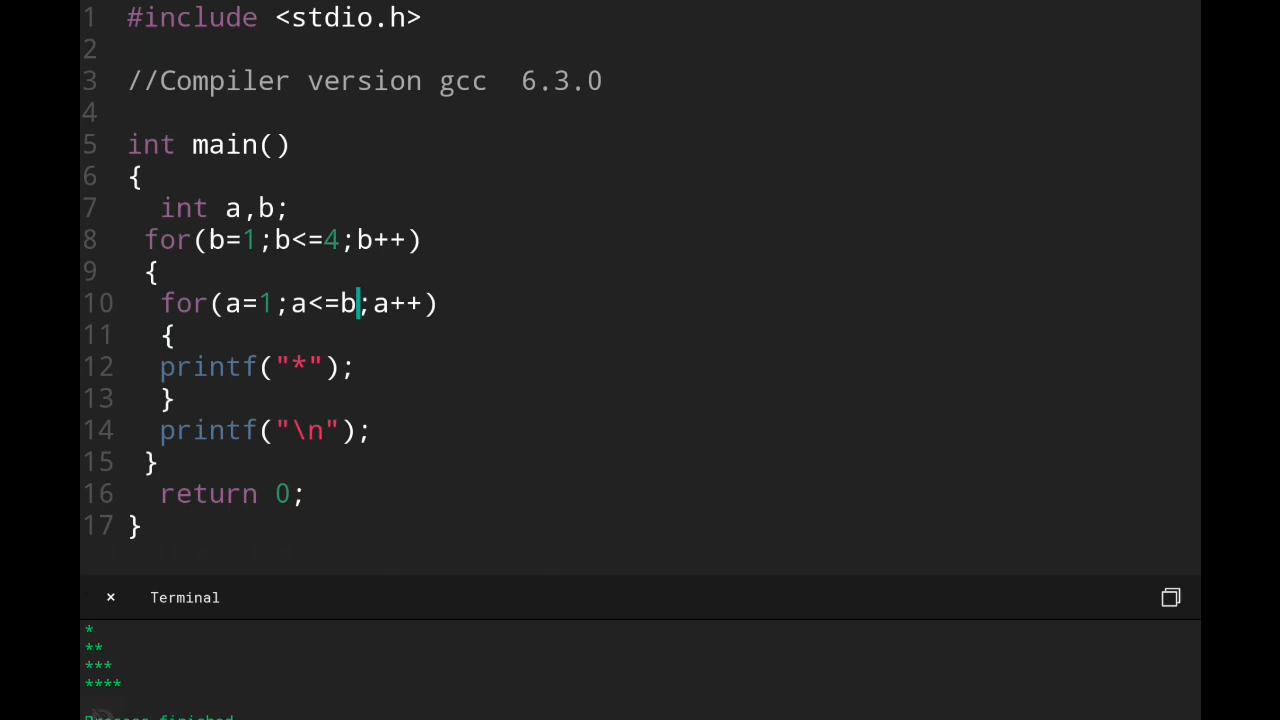 1 #include <stdio.h>
2
3 //Compiler version gcc  6.3.0
4
5 int main()
6 {
7   int a,b;
8  for(b=1;b<=4;b++)
9  {
10   for(a=1;a<=b;a++)
11   {
12   printf("*");
13   }
14   printf("\n");
15  }
16   return 0;
17 }
× Terminal
*
**
***
****
Process finished